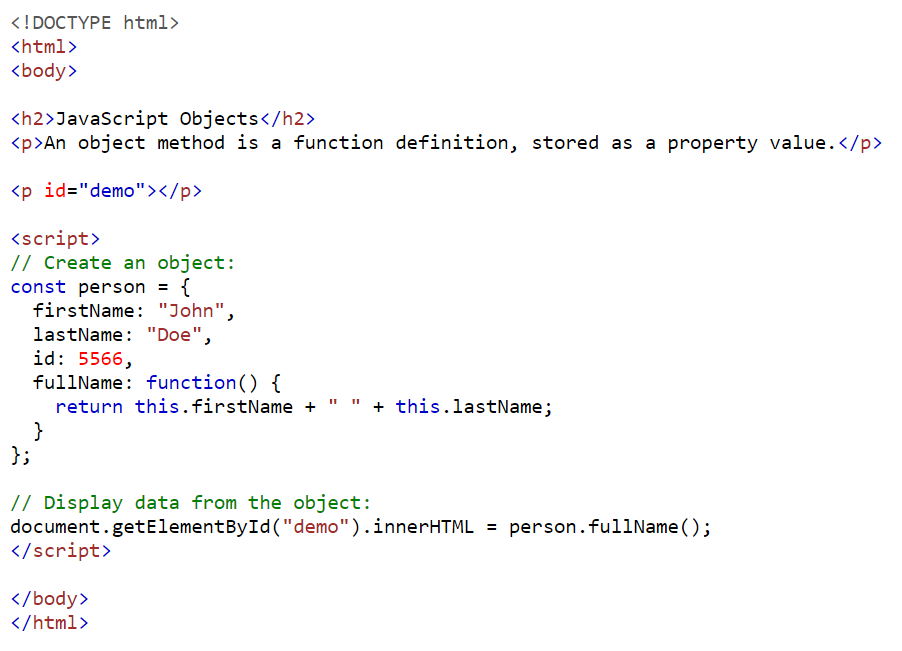 <!DOCTYPE html>
<html>
<body>

<h2>JavaScript Objects</h2>
<p>An object method is a function definition, stored as a property value.</p>

<p id="demo"></p>

<script>
// Create an object:
const person = {
  firstName: "John",
  lastName: "Doe",
  id: 5566,
  fullName: function() {
    return this.firstName + " " + this.lastName;
  }
};

// Display data from the object:
document.getElementById("demo").innerHTML = person.fullName();
</script>

</body>
</html>